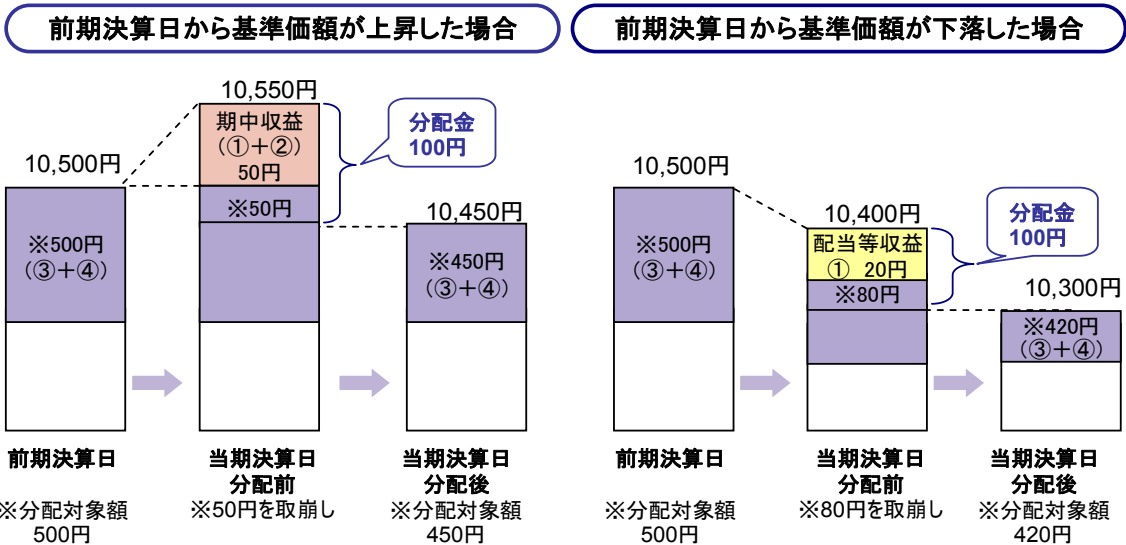 前期決算日から基準価額が上昇した場合
10,550円
期中収益
（①＋②）
50円
分配金
100円
10,500円
※50円
10,450円
※500円
（③＋④）
※450円
（③＋④）
前期決算日
当期決算日
分配前
当期決算日
分配後
※分配対象額
500円
※50円を取崩し
※分配対象額
450円
前期決算日から基準価額が下落した場合
10,500円
10,400円
分配金
100円
※500円
（③＋④）
配当等収益
① 20円
※80円
10,300円
※420円
（③＋④）
前期決算日
当期決算日
分配前
当期決算日
分配後
※分配対象額
500円
※80円を取崩し
※分配対象額
420円